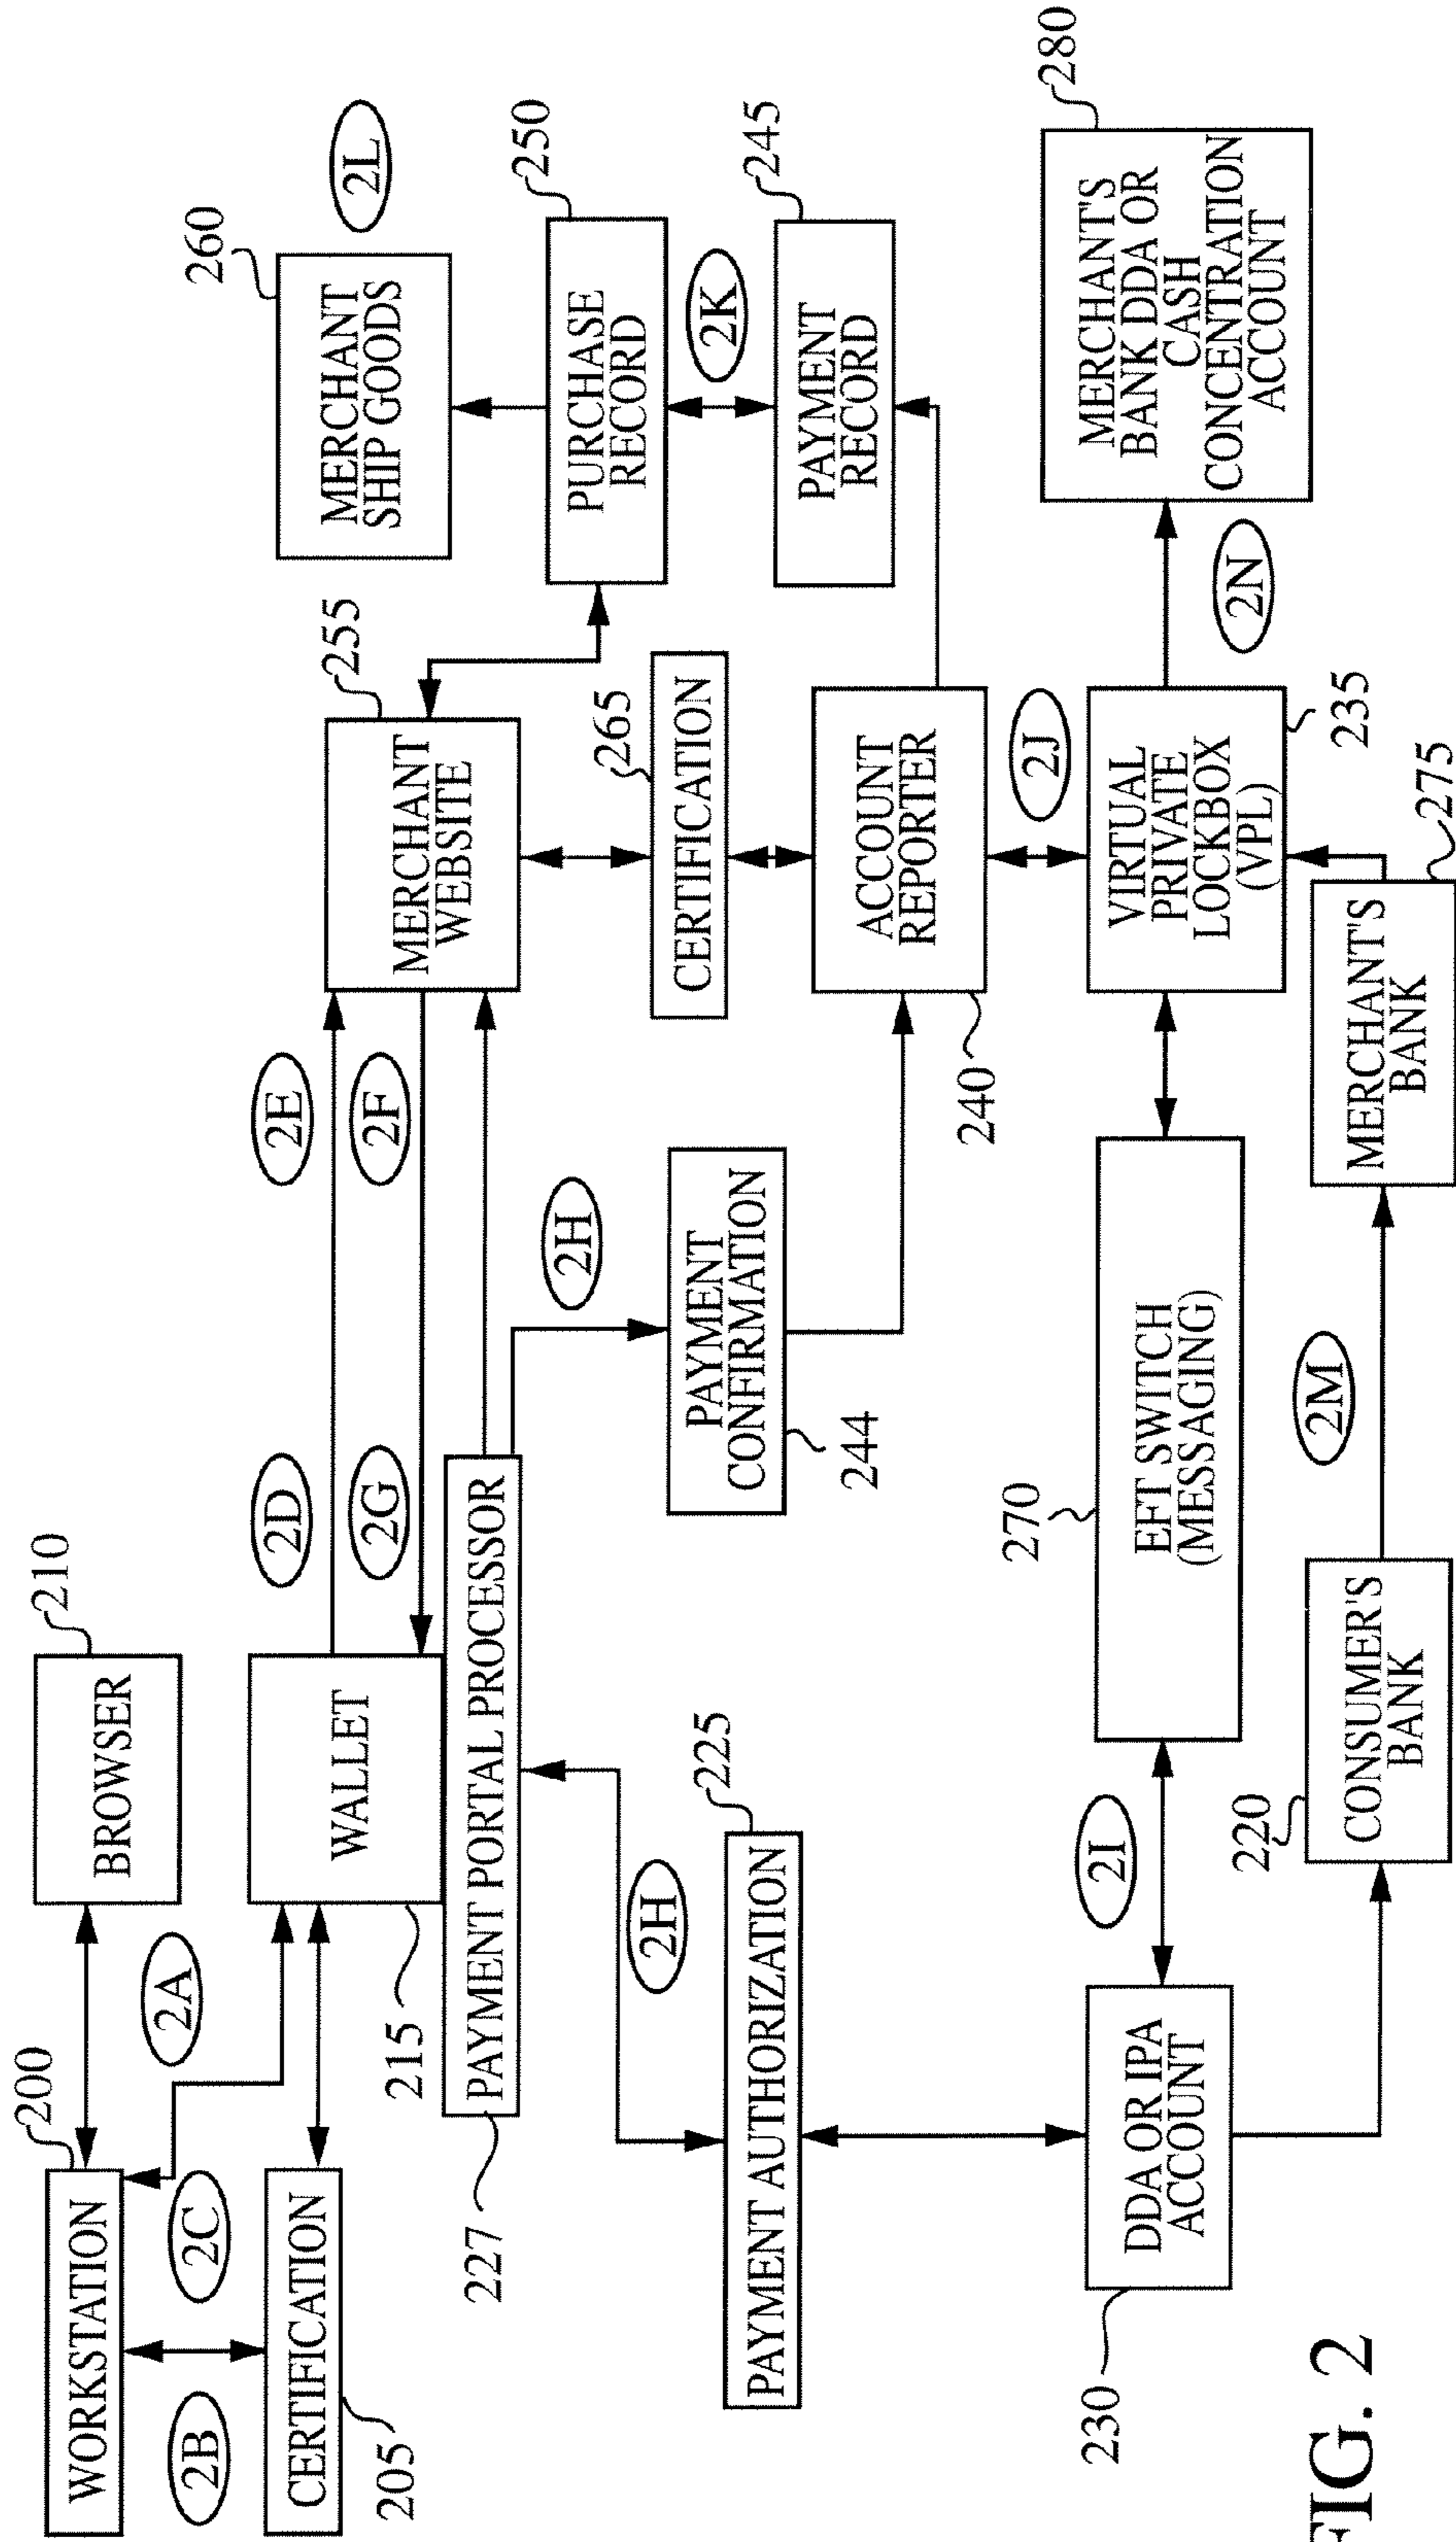 200
WORKSTATION
210
BROWSER
2A
2B
2C
CERTIFICATION
205
WALLET
215
2D
2E
2G
2F
MERCHANT
WEBSITE
255
260
MERCHANT
SHIP GOODS
2L
PAYMENT PORTAL PROCESSOR
227
2H
2H
PAYMENT
CONFIRMATION
244
CERTIFICATION
265
PURCHASE
RECORD
250
2K
PAYMENT
RECORD
245
PAYMENT AUTHORIZATION
225
ACCOUNT
REPORTER
240
2J
DDA OR IPA
ACCOUNT
230
2I
270
EFT SWITCH
(MESSAGING)
VIRTUAL
PRIVATE
LOCKBOX
(VPL)
235
2N
MERCHANT'S
BANK DDA OR
CASH
CONCENTRATION
ACCOUNT
280
220
CONSUMER'S
BANK
2M
MERCHANT'S
BANK
275
FIG. 2